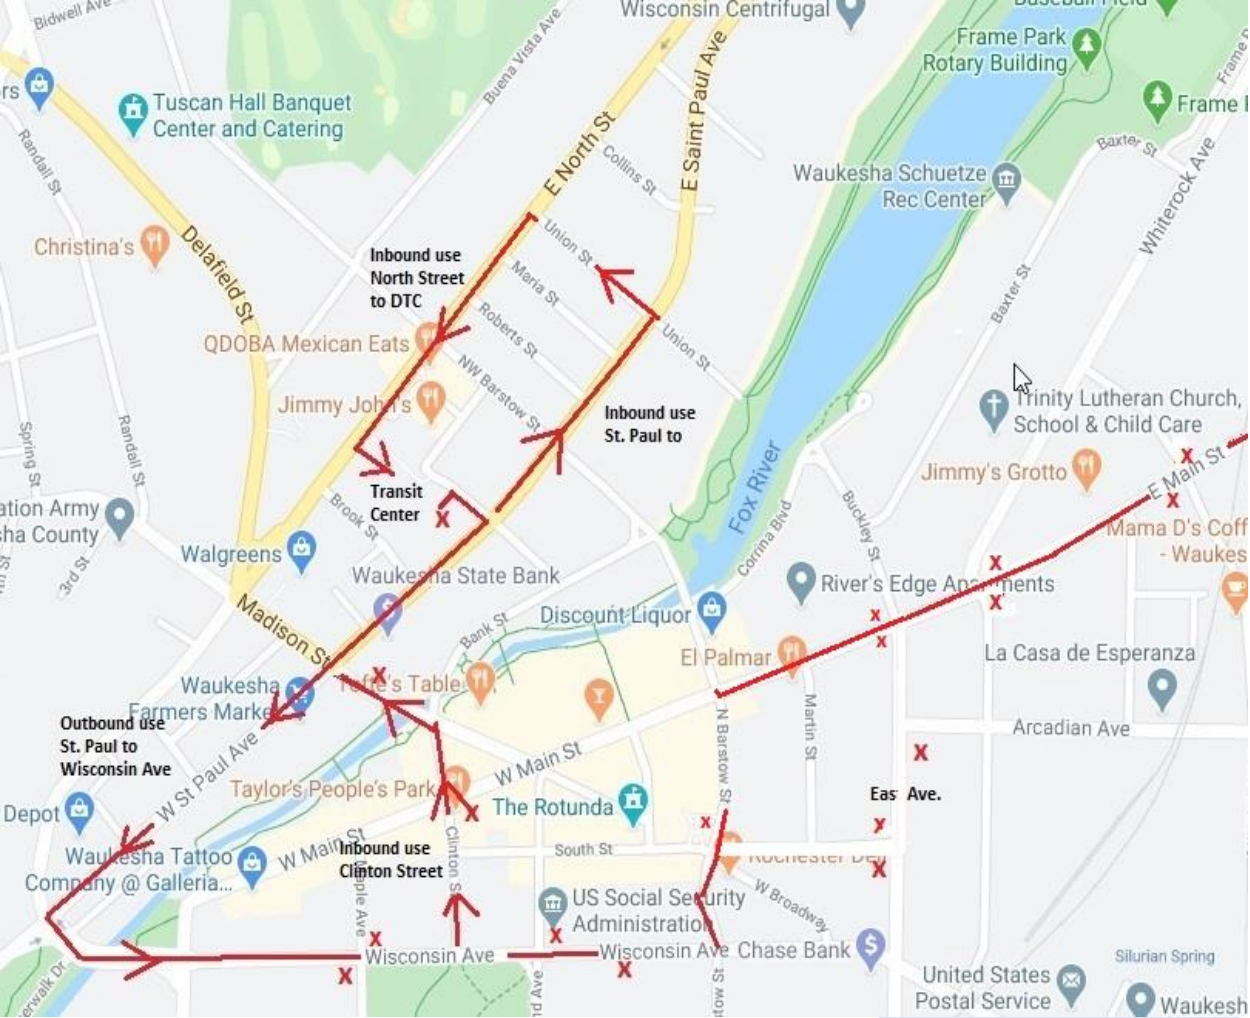 Bidwell Ave
Wisconsin Centrifugal
Baseball Field
Frame Park
Rotary Building
Buena Vista Ave
E Saint Paul Ave
Tuscan Hall Banquet
Center and Catering
Frame
Randall St
E North St
Collins St
Baxter St
Waukesha Schuetze
Rec Center
Whiterock Ave
Christina's
Delafield St
Inbound use
North Street
to DTC
Union St
Maria St
Baxter St
QDOBA Mexican Eats
Roberts St
Union St
NW Barstow St
Jimmy John's
Inbound use
St. Paul to
Trinity Lutheran Church,
School & Child Care
Spring St
Randall St
Jimmy's Grotto
X
E Main St
Transit
Center
X
X
Fox River
Buckley St
Corrina Blvd
ation Army
ha County
Brook St
Mama D's Coff
- Waukes
Walgreens
3rd St
Waukesha State Bank
X
River's Edge Apartments
X
Madison St
Bank St
Discount Liquor
X
X
El Palmar
La Casa de Esperanza
X
Waukesha
Farmers Marke
Outbound use
St. Paul to
Wisconsin Ave
W St Paul Ave
W Main St
N Barstow St
Martin St
Arcadian Ave
X
Taylor's People's Park
The Rotunda
X
East Ave.
Depot
X
X
Waukesha Tattoo
Company @ Galleria...
W Main St
Inbound use
Clinton Street
Clinton S
South St
Rochester Deli
X
Maple Ave
US Social Security
Administration
W Broadway
X
X
Wisconsin Ave
Wisconsin Ave
Chase Bank
X
X
Silurian Spring
United States
Postal Service
Waukesh